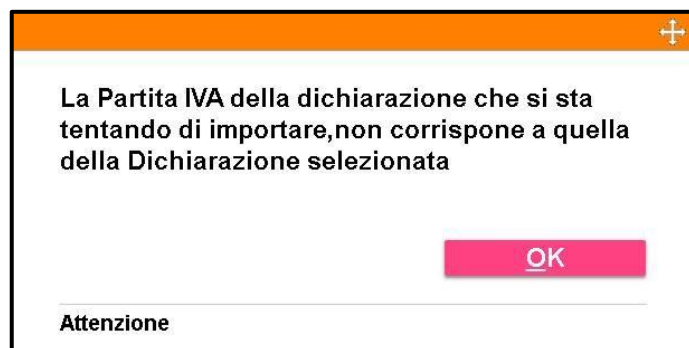 La Partita IVA della dichiarazione che si sta
tentando di importare,non corrispone a quella
della Dichiarazione selezionata
OK
Attenzione